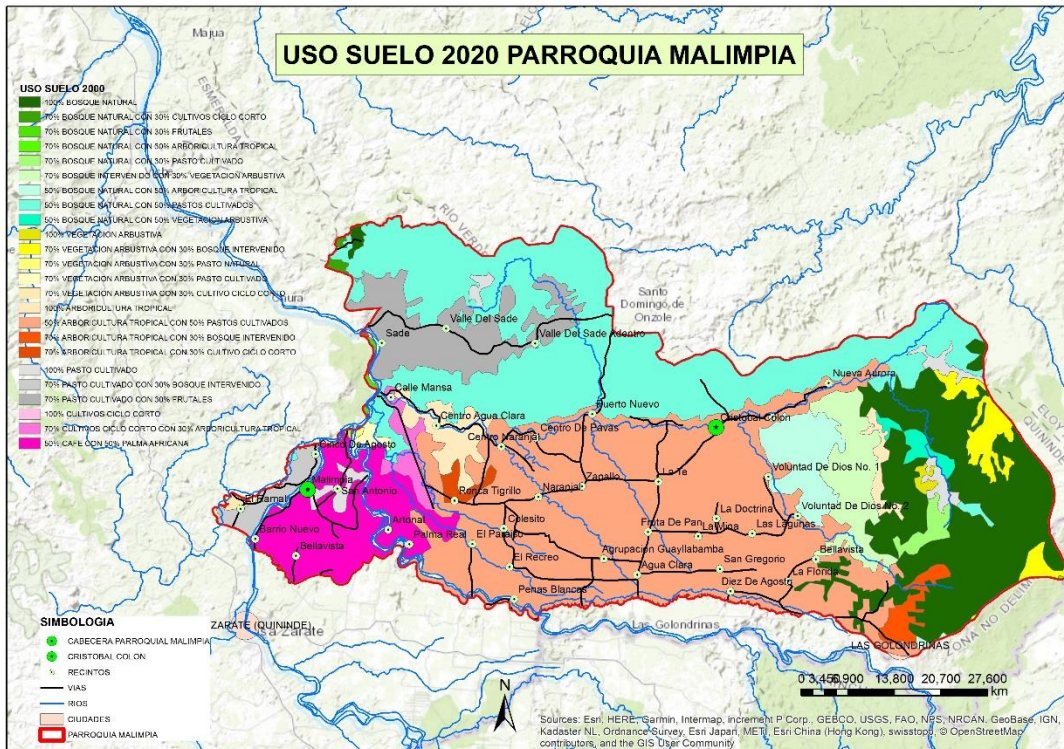 USO SUELO 2020 PARROQUIA MALIMPIA
Majua
ESMERALDA
RIO VERD
Chura
Santo
Domingo de
Onzole
QUININDE
USO SUELO 2000
100% BOSQUE NATURAL
70% BOSQUE NATURAL CON 30% CULTIVOS CICLO CORTO
70% BOSQUE NATURAL CON 30% FRUTALES
70% BOSQUE NATURAL CON 30% ARBORICULTURA TROPICAL
70% BOSQUE NATURAL CON 30% PASTO CULTIVADO
70% BOSQUE INTERVENIDO CON 30% VEGETACION ARBUSTIVA
50% BOSQUE NATURAL CON 50% ARBORICULTURA TROPICAL
50% BOSQUE NATURAL CON 50% PASTOS CULTIVADOS
50% BOSQUE NATURAL CON 50% VEGETACION ARBUSTIVA
100% VEGETACION ARBUSTIVA
70% VEGETACION ARBUSTIVA CON 30% BOSQUE INTERVENIDO
70% VEGETACION ARBUSTIVA CON 30% PASTO NATURAL
70% VEGETACION ARBUSTIVA CON 30% PASTO CULTIVADO
70% VEGETACION ARBUSTIVA CON 30% CULTIVO CICLO CORTO
100% ARBORICULTURA TROPICAL
50% ARBORICULTURA TROPICAL CON 50% PASTOS CULTIVADOS
70% ARBORICULTURA TROPICAL CON 30% BOSQUE INTERVENIDO
70% ARBORICULTURA TROPICAL CON 30% CULTIVO CICLO CORTO
100% PASTO CULTIVADO
70% PASTO CULTIVADO CON 30% BOSQUE INTERVENIDO
70% PASTO CULTIVADO CON 30% FRUTALES
100% CULTIVOS CICLO CORTO
70% CULTIVOS CICLO CORTO CON 30% ARBORICULTURA TROPICAL
50% CAFE CON 50% PALMA AFRICANA
Valle Del Sade
Sade
Valle Del Sade Adentro
Calle Mansa
Nueva Aurora
Puerto Nuevo
Centro Agua Clara
Cristobal Colon
Centro De Pavas
Centro Naranjal
Cinco De Agosto
Voluntad De Dios No. 1
La Te
Malimpia
Zapallo
San Antonio
Naranjal
Ronca Tigrillo
El Ramal
Voluntad De Dios No. 2
La Doctrina
Artonal
Colesito
Fruta De Pan
La Mina
Las Lagunas
Barrio Nuevo
Palma Real
El Paraiso
Bellavista
Agrupacion Guayllabamba
Bellavista
El Recreo
San Gregorio
Agua Clara
La Florida
Diez De Agosto
Penas Blancas
Las Golondrinas
LAS GOLONDRINAS
ZONA NO DELIM
ZARATE (QUININDE)
sa Zarate
SIMBOLOGIA
CABECERA PARROQUIAL MALIMPIA
CRISTOBAL COLON
RECINTOS
VIAS
RIOS
CIUDADES
PARROQUIA MALIMPIA
N
0 3,450 6,900 13,800 20,700 27,600
km
Sources: Esri, HERE, Garmin, Intermap, increment P Corp., GEBCO, USGS, FAO, NPS, NRCAN, GeoBase, IGN,
Kadaster NL, Ordnance Survey, Esri Japan, METI, Esri China (Hong Kong), swisstopo, © OpenStreetMap
contributors, and the GIS User Community